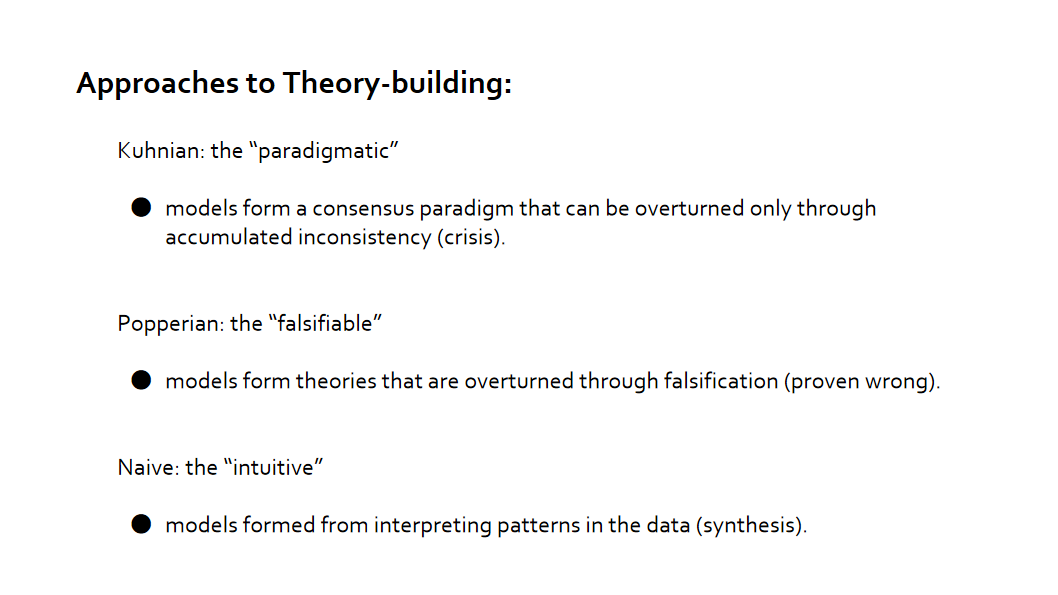 Approaches to Theory-building:
Kuhnian: the “paradigmatic”
● models form a consensus paradigm that can be overturned only through
accumulated inconsistency (crisis).
Popperian: the “falsifiable”
● models form theories that are overturned through falsification (proven wrong).
Naive: the “intuitive”
● models formed from interpreting patterns in the data (synthesis).